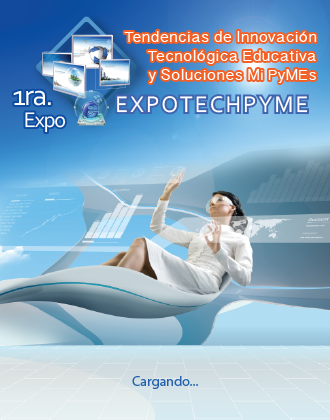 Tendencias de Innovación
Tecnológica Educativa
y Soluciones Mi PyMEs
1ra.
Expo
EXPOTECHPYME
Cargando...